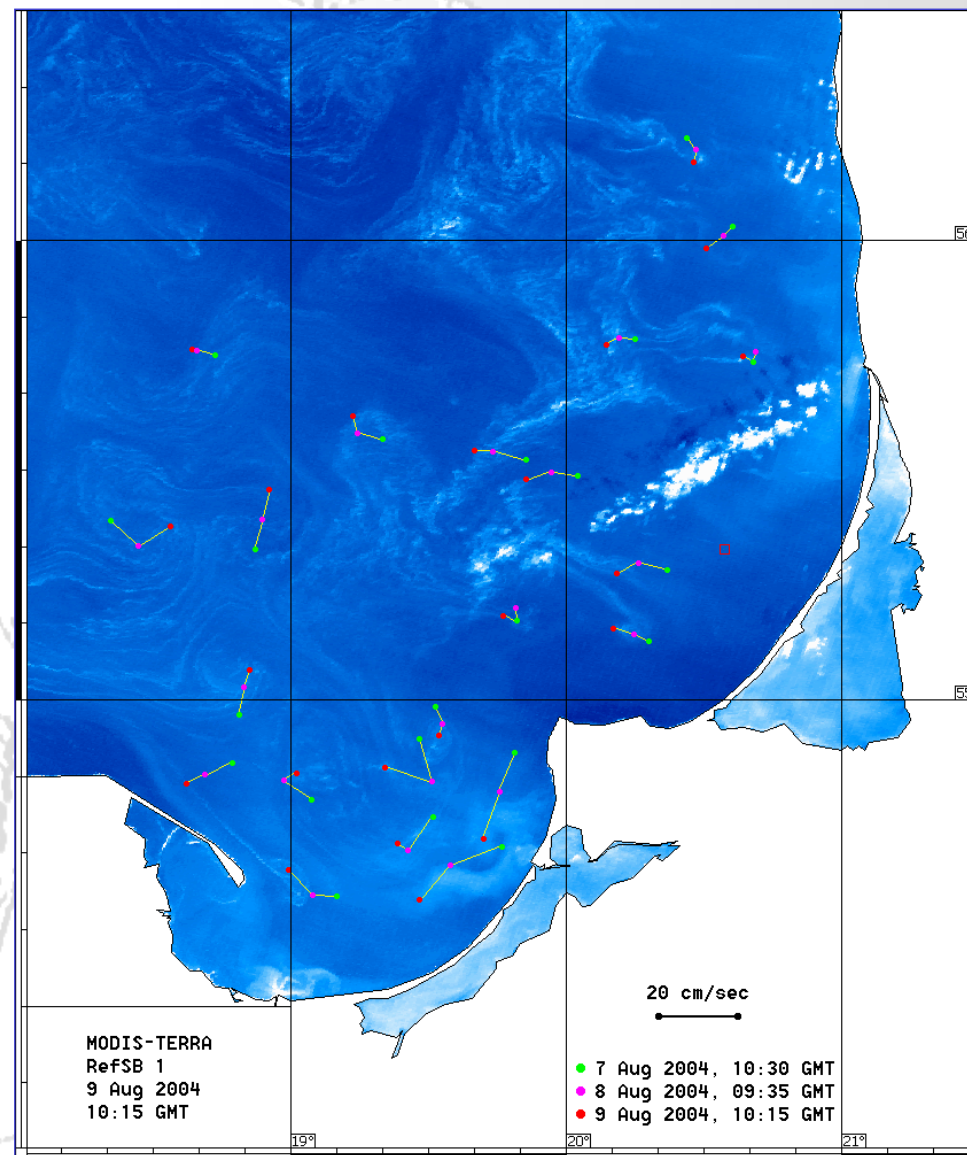 56
55
20 cm/sec
MODIS-TERRA
RefSB 1
9 Aug 2004
10:15 GMT
7 Aug 2004, 10:30 GMT
8 Aug 2004, 09:35 GMT
9 Aug 2004, 10:15 GMT
19°
20°
21°